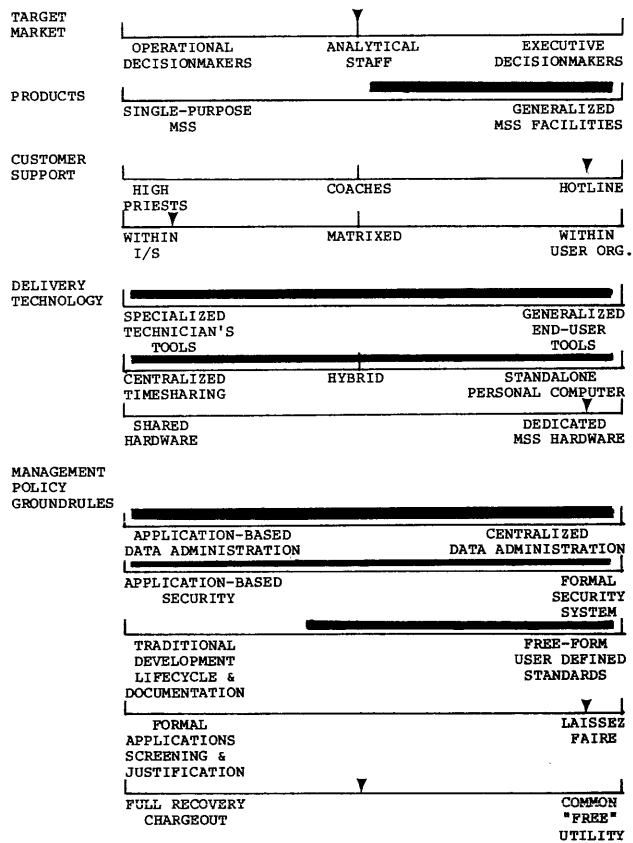 TARGET
MARKET
OPERATIONAL ANALYTICAL EXECUTIVE
DECISIONMAKERS STAFF DECISIONMAKERS
PRODUCTS
SINGLE-PURPOSE GENERALIZED
MSS MSS FACILITIES
CUSTOMER
SUPPORT
HIGH COACHES HOTLINE
PRIESTS
WITHIN MATRIXED WITHIN
I/S USER ORG.
DELIVERY
TECHNOLOGY
SPECIALIZED GENERALIZED
TECHNICIAN'S END-USER
TOOLS TOOLS
CENTRALIZED HYBRID STANDALONE
TIMESHARING PERSONAL COMPUTER
SHARED DEDICATED
HARDWARE MSS HARDWARE
MANAGEMENT
POLICY
GROUNDRULES
APPLICATION-BASED CENTRALIZED
DATA ADMINISTRATION DATA ADMINISTRATION
APPLICATION-BASED FORMAL
SECURITY SECURITY
SYSTEM
TRADITIONAL FREE-FORM
DEVELOPMENT USER DEFINED
LIFECYCLE & STANDARDS
DOCUMENTATION
FORMAL LAISSEZ
APPLICATIONS FAIRE
SCREENING &
JUSTIFICATION
FULL RECOVERY COMMON
CHARGEOUT "FREE"
UTILITY